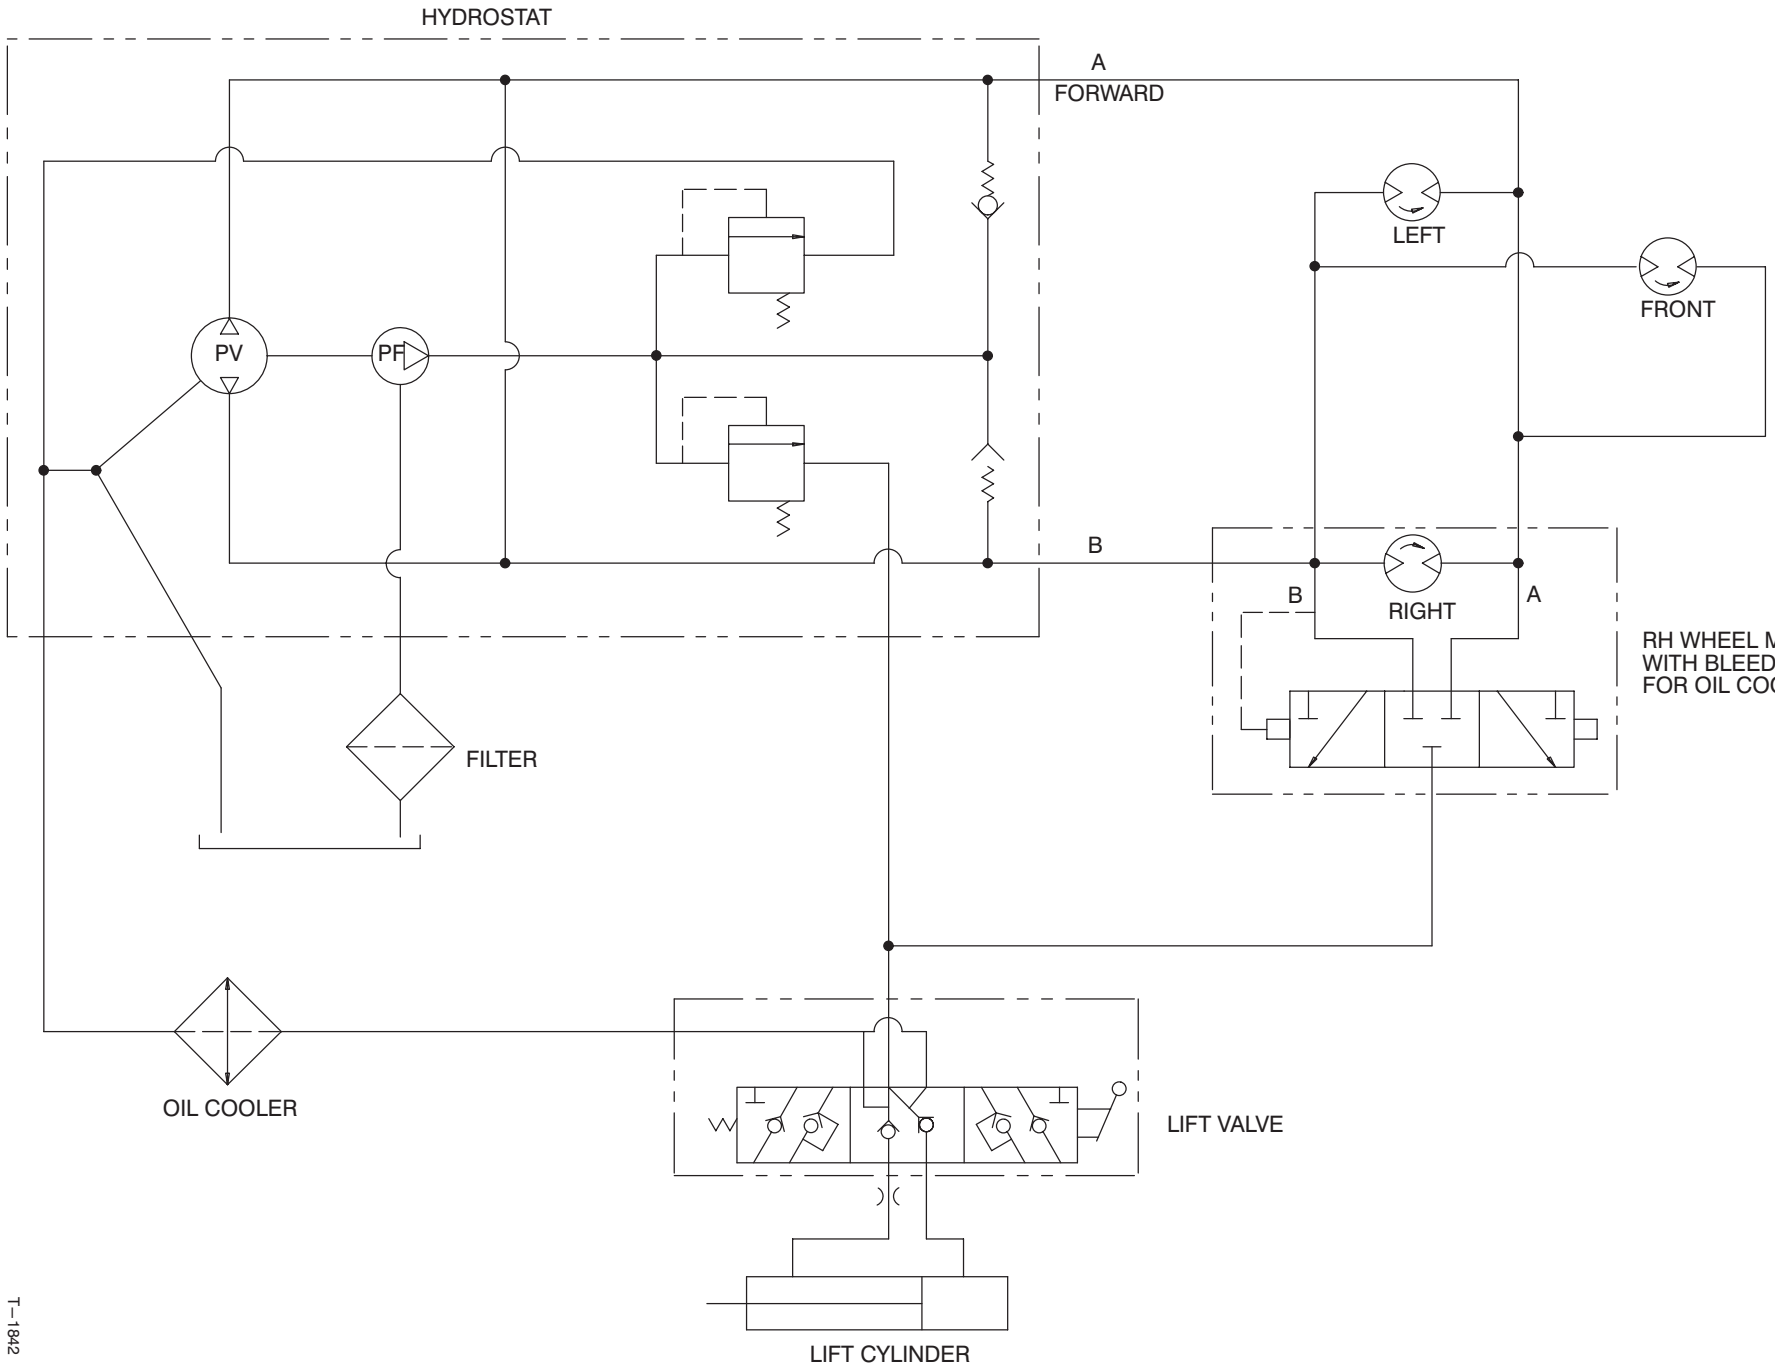 HYDROSTAT
A
FORWARD
LEFT
FRONT
PV
PF
B
B
RIGHT
A
RH WHEEL
WITH BLEED
FOR OIL
FILTER
OIL COOLER
LIFT VALVE
LIFT CYLINDER
T–1842